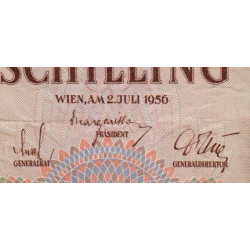 SCHILLING
WIEN, AM 2. JULI 1956
PRÄSIDENT
GENERALRAT GENERALDIREKTOR